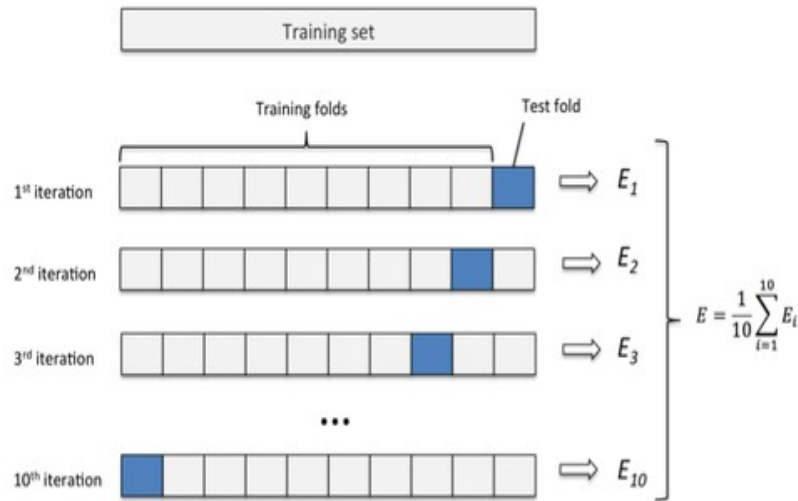 Training set
Training folds
Test fold
1st iteration
E1
2nd iteration
E2
3rd iteration
E3
E = 1/10 ∑ i=1 10 Ei
...
10th iteration
E10